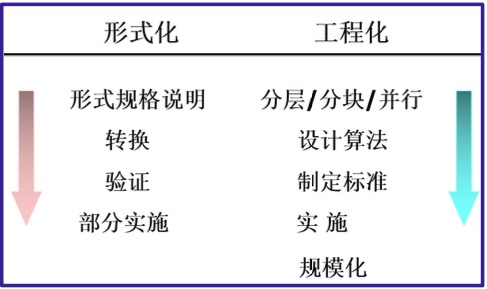 形式化 工程化
形式规格说明 分层/分块/并行
转换 设计算法
验证 制定标准
部分实施 实 施
规模化